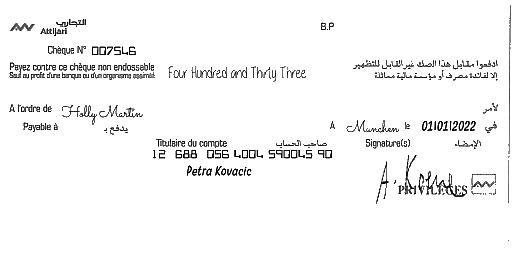 التجاري
Attijari
B.P
Chèque N° 007546
Payez contre ce chèque non endossable
Sauf au profit d'une banque ou d'un organisme assimilé
Four Hundred and Thirty Three
ادفعوا مقابل هذا الصك غير القابل للتظهير
إلا لفائدة مصرف أو مؤسسة مالية مماثلة
A l'ordre de Holly Martin
لأمر
Payable à
يدفع بـ
A Munchen le 01/01/2022 في
Titulaire du compte صاحب الحساب
Signature(s) الإمضاء
12 688 056 4004 590045 90
Petra Kovacic
PRIVILEGES